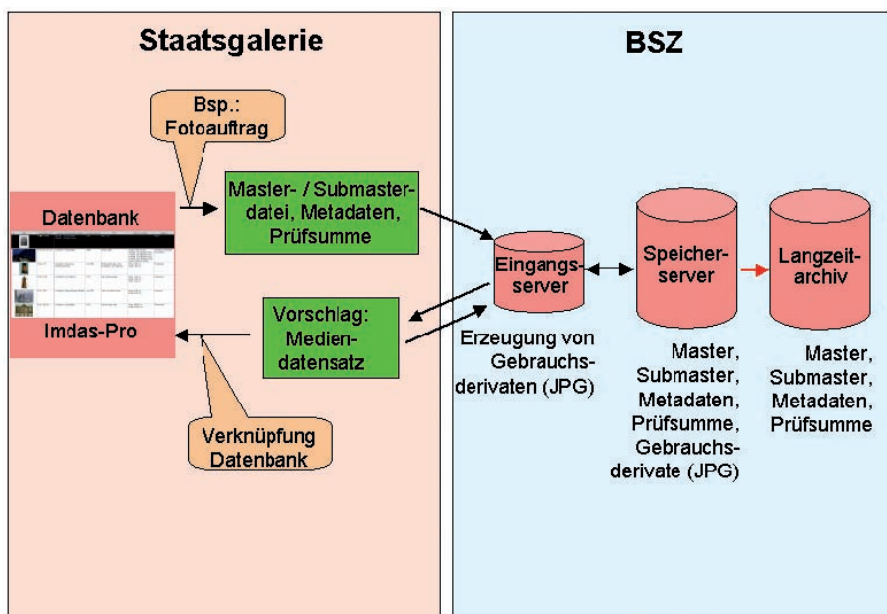 Staatsgalerie
Bsp.:
Fotoauftrag
Datenbank
Imdas-Pro
Master- / Submaster-
datei, Metadaten,
Prüfsumme
Vorschlag:
Medien-
datensatz
Verknüpfung
Datenbank
BSZ
Eingangs-
server
Erzeugung von
Gebrauchs-
derivaten (JPG)
Speicher-
server
Master,
Submaster,
Metadaten,
Prüfsumme,
Gebrauchs-
derivate (JPG)
Langzeit-
archiv
Master,
Submaster,
Metadaten,
Prüfsumme